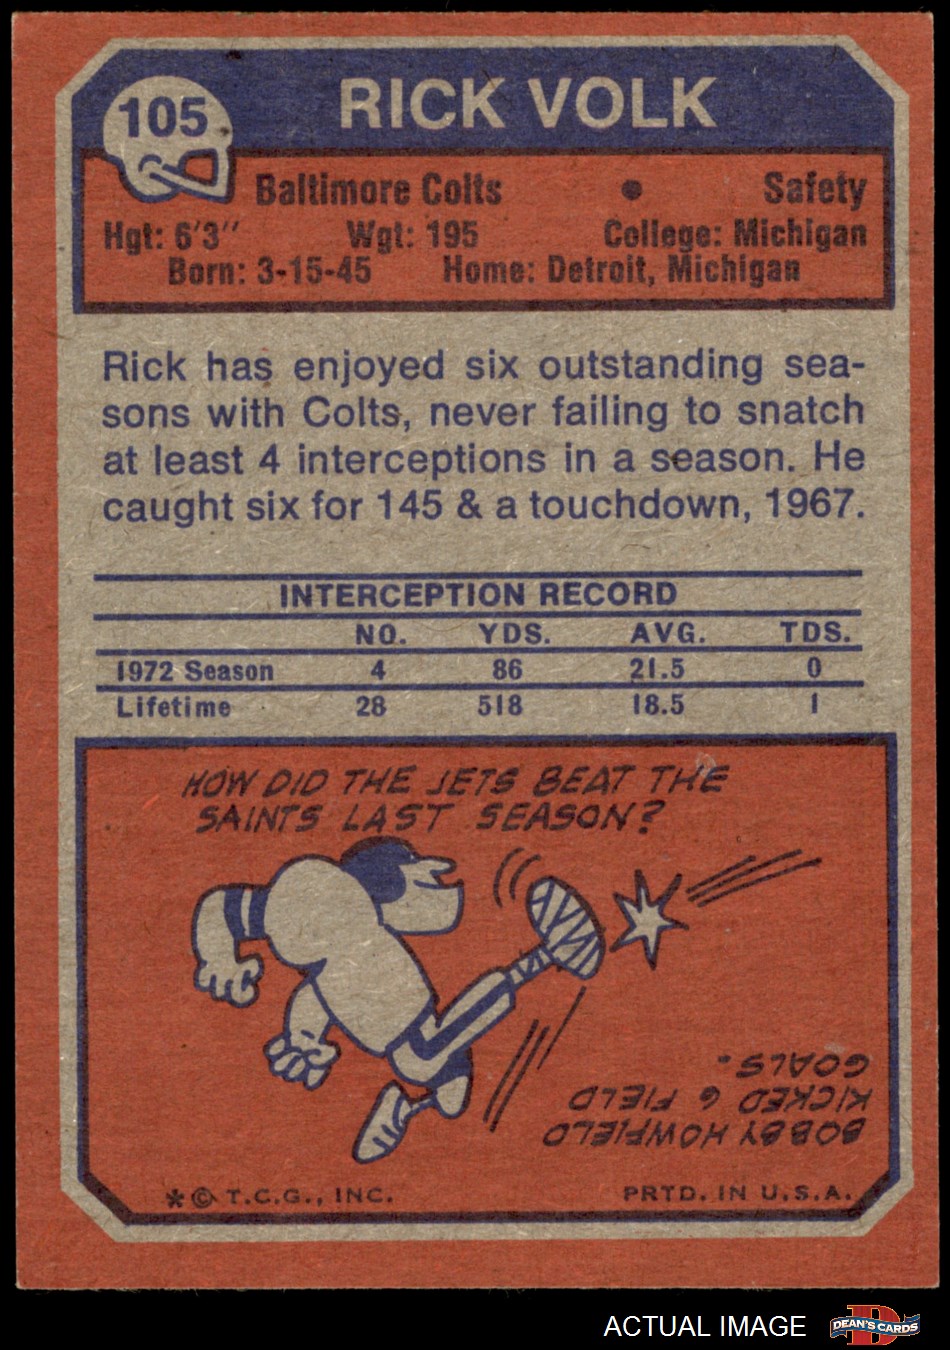 105
RICK VOLK
Baltimore Colts • Safety
Hgt: 6'3" Wgt: 195 College: Michigan
Born: 3-15-45 Home: Detroit, Michigan
Rick has enjoyed six outstanding sea-
sons with Colts, never failing to snatch
at least 4 interceptions in a season. He
caught six for 145 & a touchdown, 1967.
INTERCEPTION RECORD
NO. YDS. AVG. TDS.
1972 Season 4 86 21.5 0
Lifetime 28 518 18.5 1
HOW DID THE JETS BEAT THE
SAINTS LAST SEASON?
BOBBY HOWFIELD
KICKED 6 FIELD
GOALS.
*© T.C.G., INC. PRTD. IN U.S.A.
ACTUAL IMAGE
D
DEAN'S CARDS